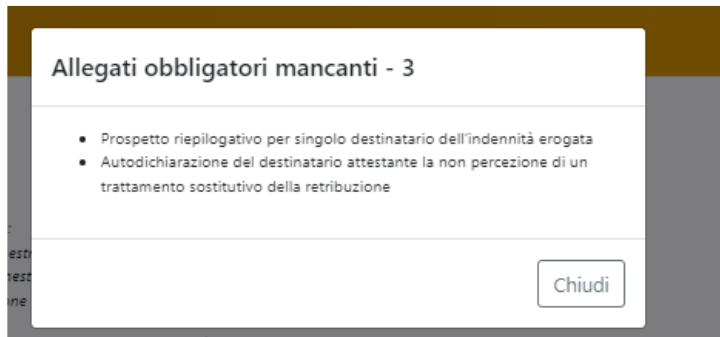 Allegati obbligatori mancanti - 3
Prospetto riepilogativo per singolo destinatario dell'indennità erogata
Autodichiarazione del destinatario attestante la non percezione di un
trattamento sostitutivo della retribuzione
Chiudi